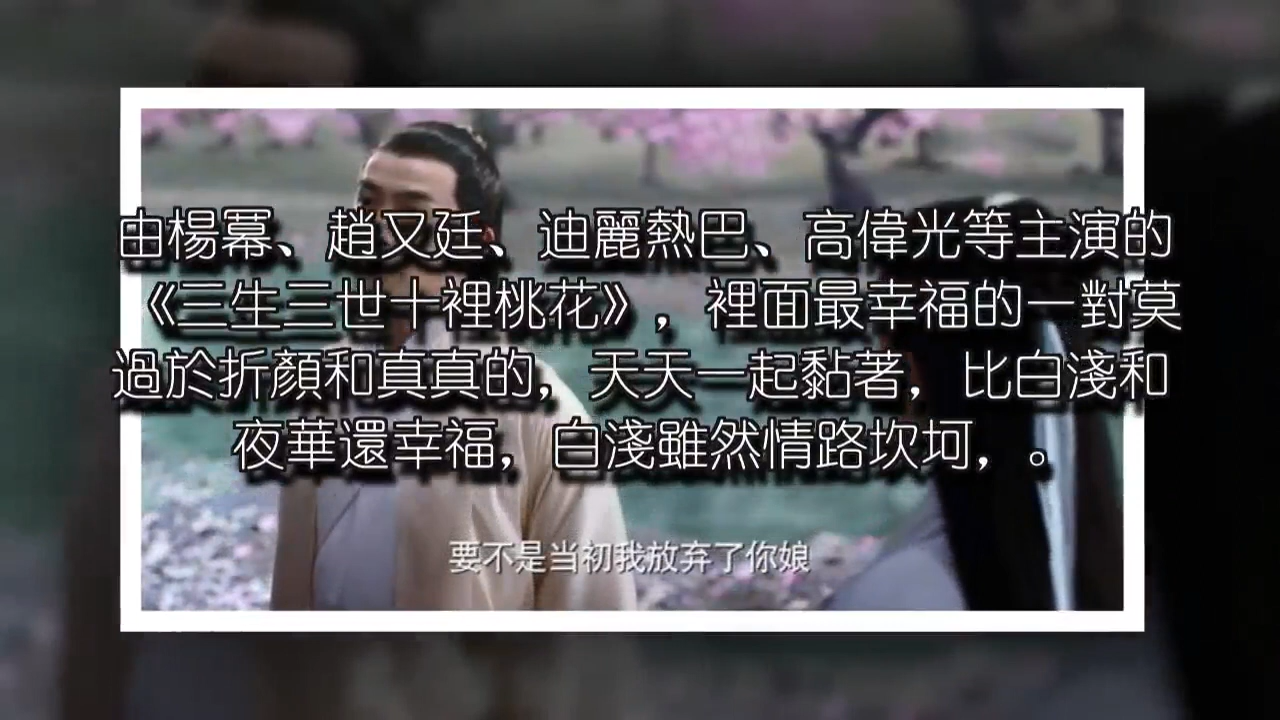 由楊冪、趙又廷、迪麗熱巴、高偉光等主演的
《三生三世十裡桃花》，裡面最幸福的一對莫
過於折顏和真真的，天天一起黏著，比白淺和
夜華還幸福，白淺雖然情路坎坷，。
要不是当初我放弃了你娘